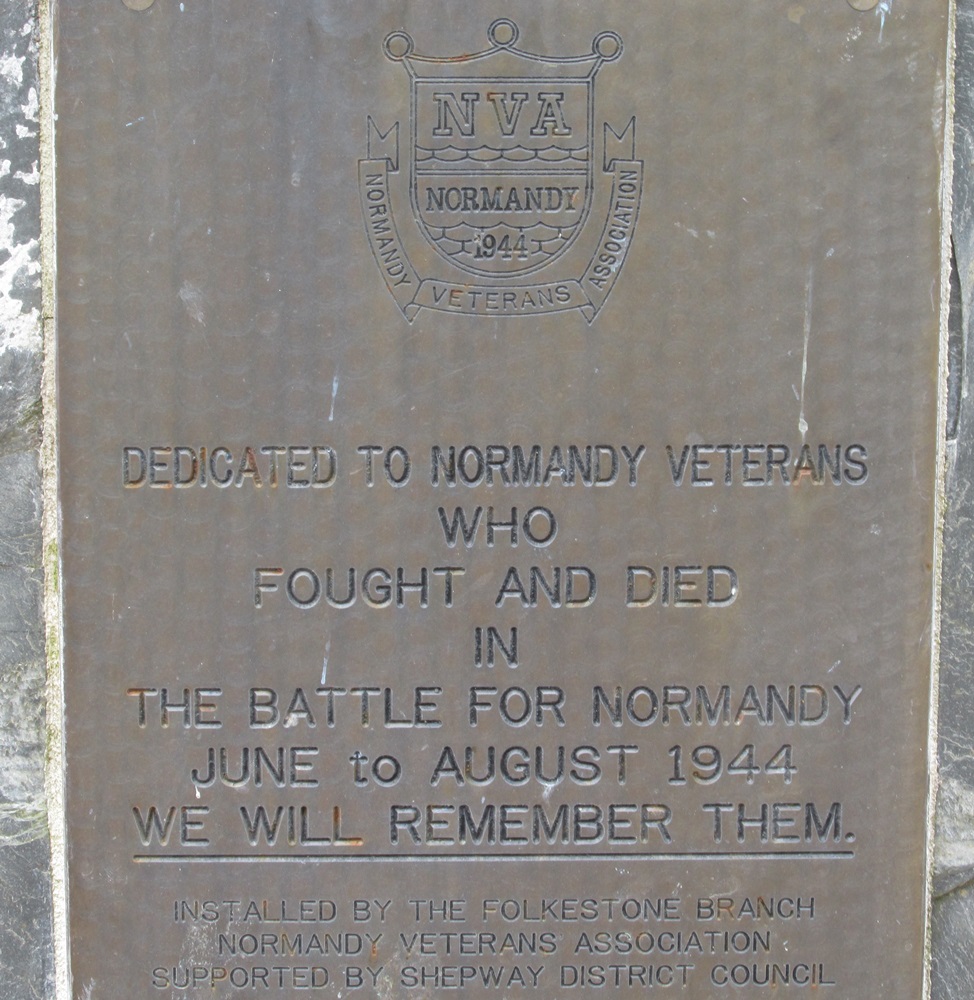 NVA
NORMANDY
1944
NORMANDY VETERANS ASSOCIATION
DEDICATED TO NORMANDY VETERANS
WHO
FOUGHT AND DIED
IN
THE BATTLE FOR NORMANDY
JUNE to AUGUST 1944
WE WILL REMEMBER THEM.
INSTALLED BY THE FOLKESTONE BRANCH
NORMANDY VETERANS ASSOCIATION
SUPPORTED BY SHEPWAY DISTRICT COUNCIL